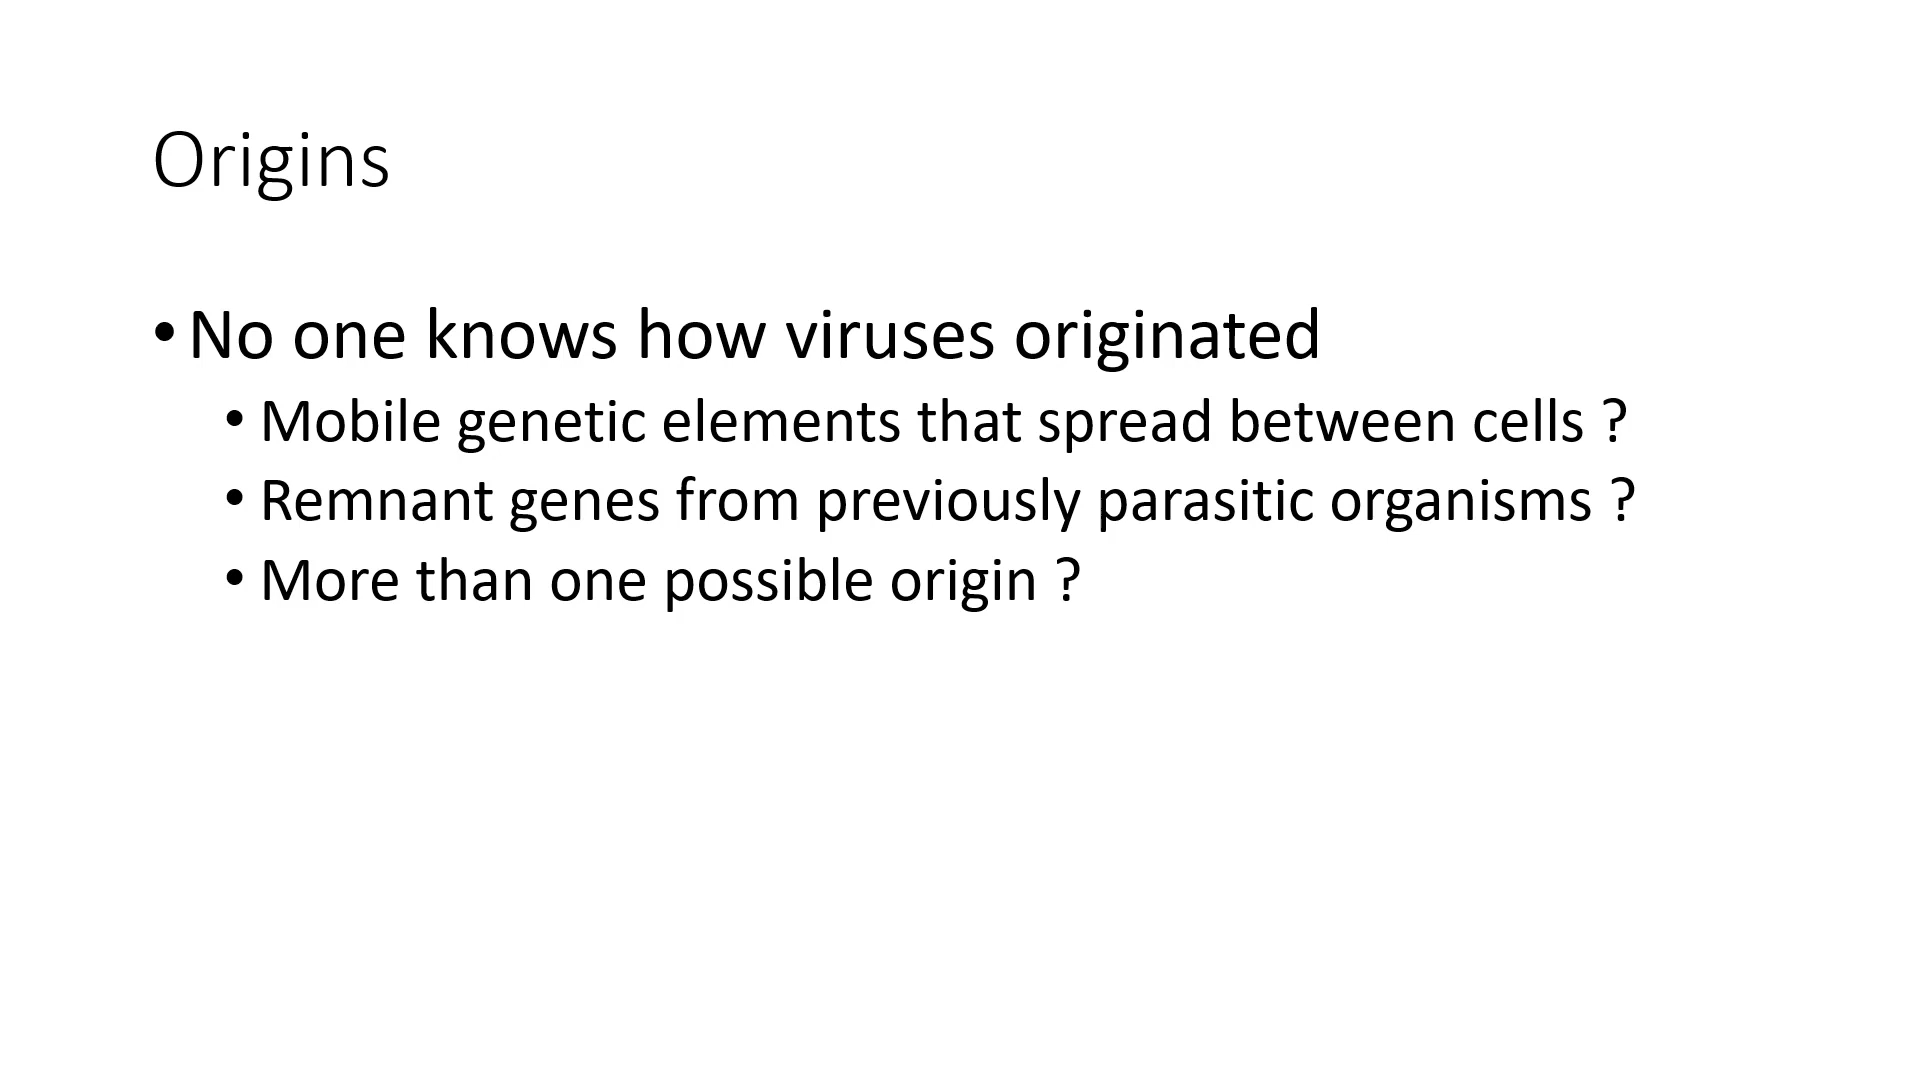 Origins
• No one knows how viruses originated
• Mobile genetic elements that spread between cells ?
• Remnant genes from previously parasitic organisms ?
• More than one possible origin ?